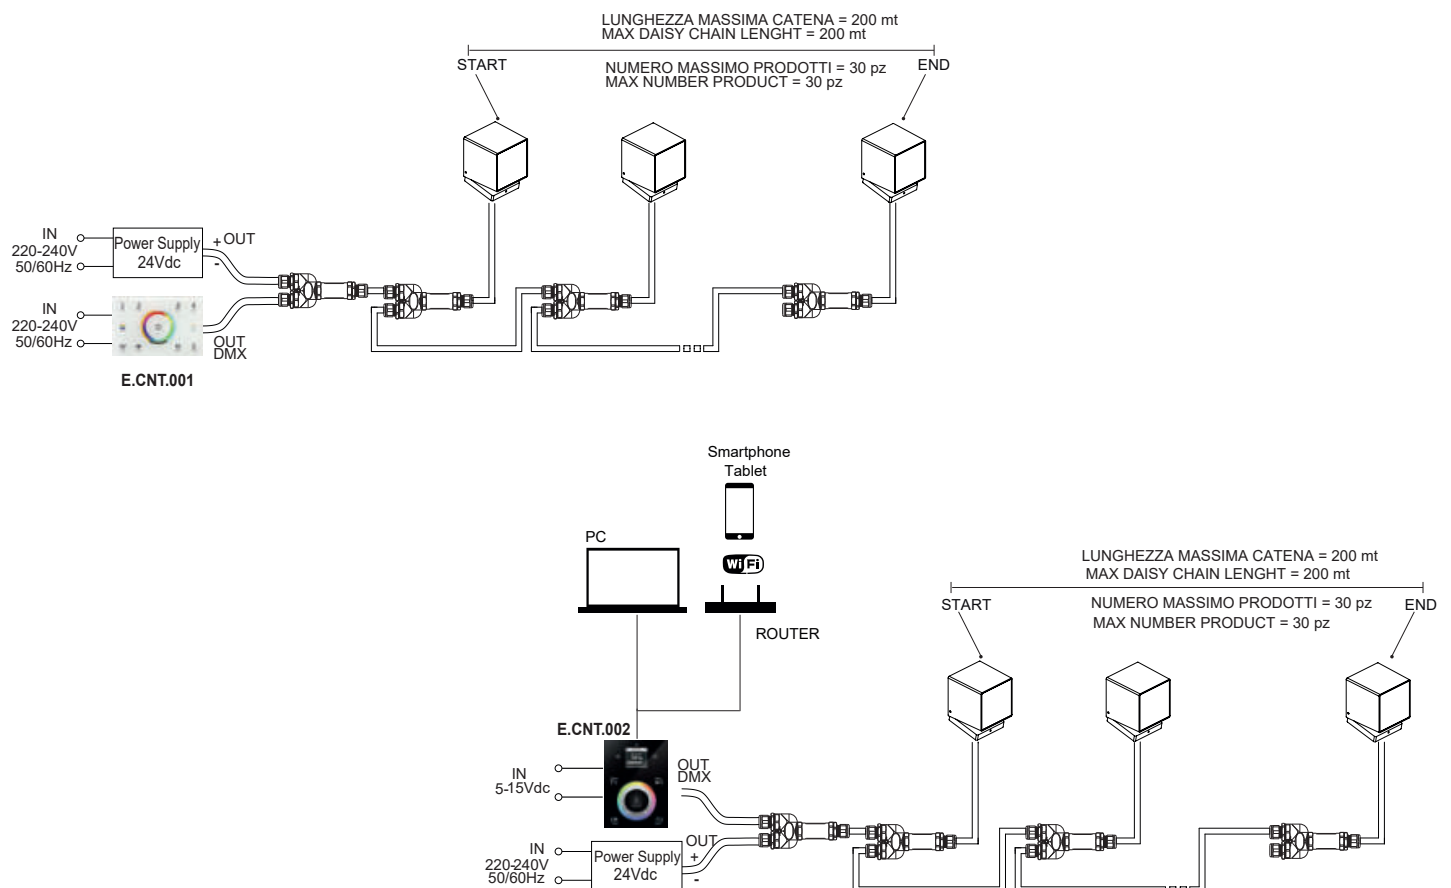 LUNGHEZZA MASSIMA CATENA = 200 mt
MAX DAISY CHAIN LENGHT = 200 mt
START
NUMERO MASSIMO PRODOTTI = 30 pz
MAX NUMBER PRODUCT = 30 pz
END
IN
220-240V
50/60Hz
Power Supply
24Vdc
+ OUT
-
IN
220-240V
50/60Hz
OUT
DMX
E.CNT.001
Smartphone
Tablet
PC
WiFi
ROUTER
LUNGHEZZA MASSIMA CATENA = 200 mt
MAX DAISY CHAIN LENGHT = 200 mt
START
NUMERO MASSIMO PRODOTTI = 30 pz
MAX NUMBER PRODUCT = 30 pz
END
E.CNT.002
IN
5-15Vdc
OUT
DMX
IN
220-240V
50/60Hz
Power Supply
24Vdc
OUT
+
-